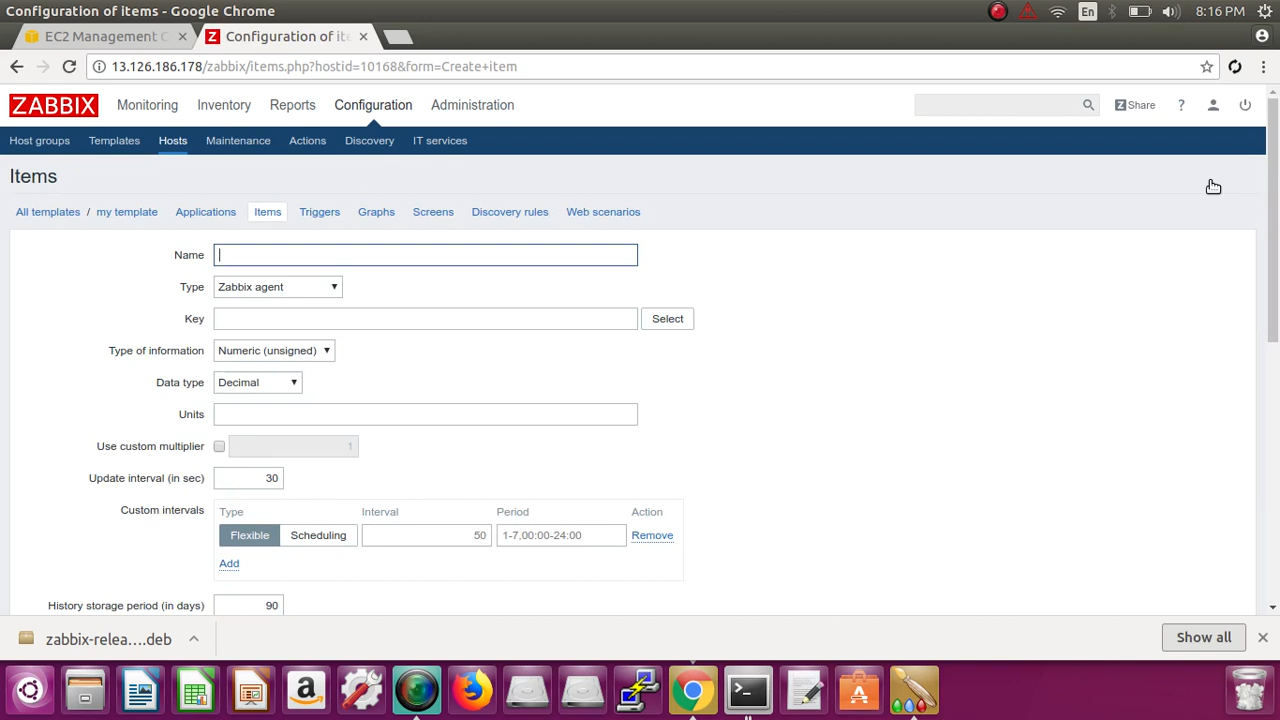 Configuration of items - Google Chrome
En
8:16 PM
EC2 Management C
Z Configuration of ite
13.126.186.178/zabbix/items.php?hostid=10168&form=Create+item
ZABBIX Monitoring Inventory Reports Configuration Administration
Z Share ?
Host groups Templates Hosts Maintenance Actions Discovery IT services
Items
All templates / my template Applications Items Triggers Graphs Screens Discovery rules Web scenarios
Name
Type Zabbix agent
Key Select
Type of information Numeric (unsigned)
Data type Decimal
Units
Use custom multiplier 1
Update interval (in sec) 30
Custom intervals Type Interval Period Action
Flexible Scheduling 50 1-7,00:00-24:00 Remove
Add
History storage period (in days) 90
zabbix-relea....deb
Show all